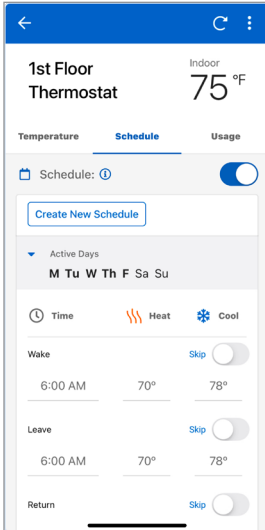 1st Floor
Thermostat
Indoor
75 °F
Temperature Schedule Usage
Schedule:
Create New Schedule
Active Days
M Tu W Th F Sa Su
Time Heat Cool
Wake Skip
6:00 AM 70° 78°
Leave Skip
6:00 AM 70° 78°
Return Skip